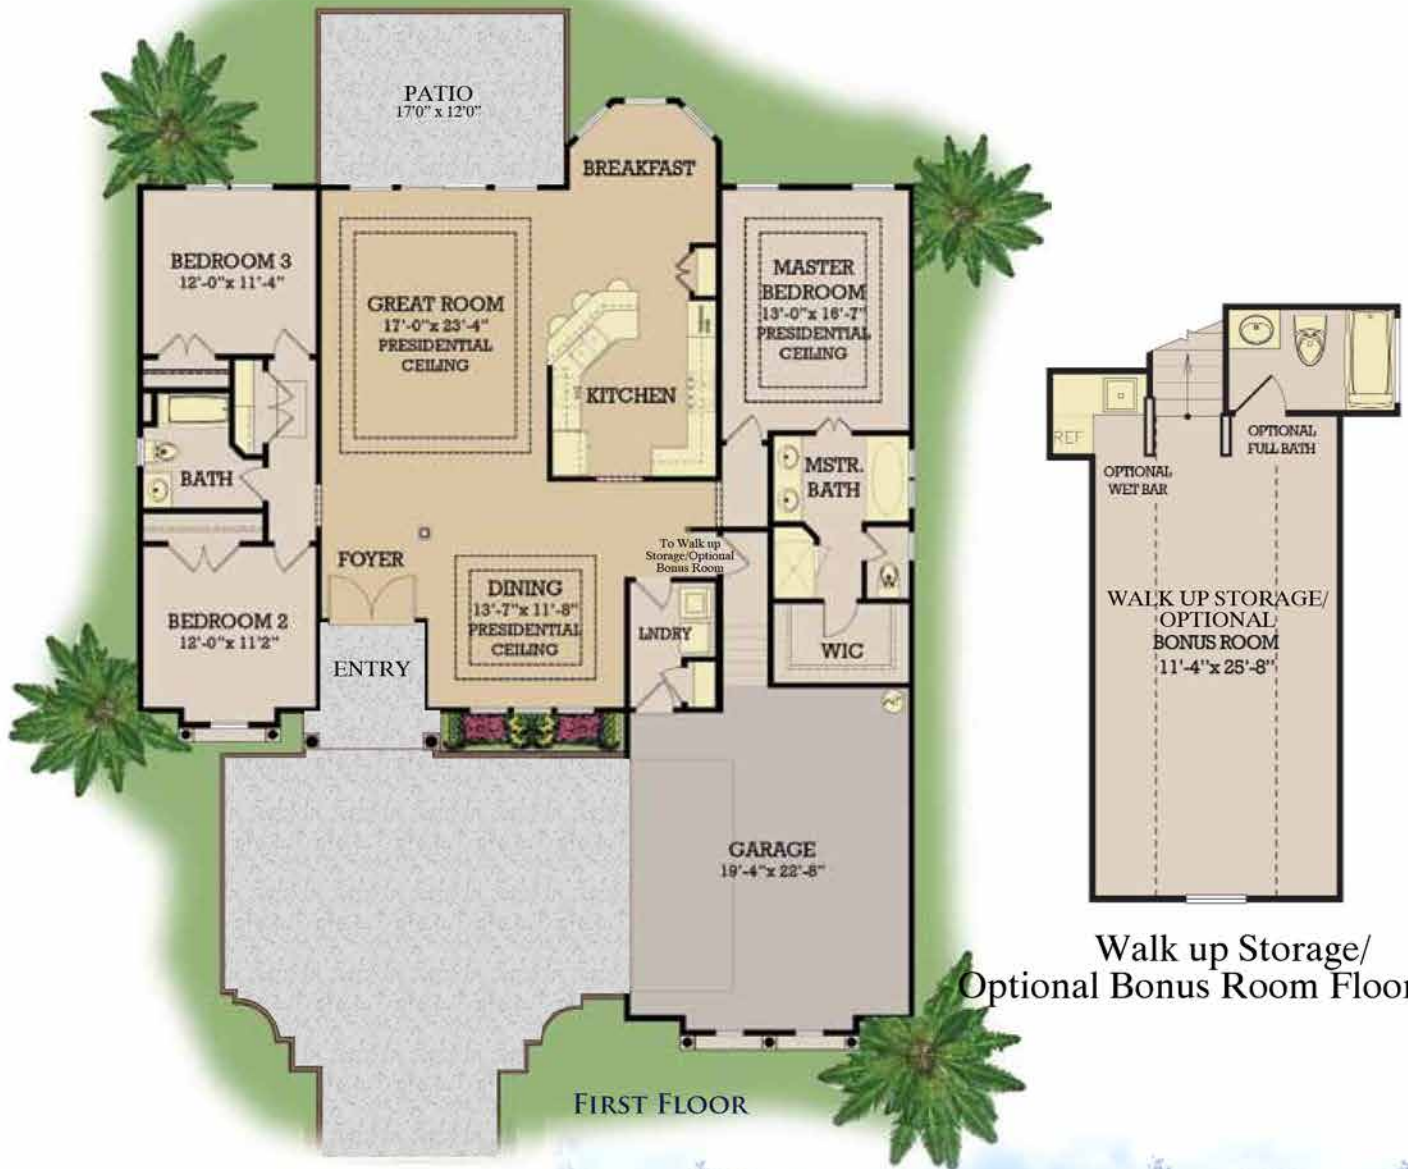 PATIO
17'0" x 12'0"
BREAKFAST
BEDROOM 3
12'-0"x 11'-4"
GREAT ROOM
17'-0"x 23'-4"
PRESIDENTIAL
CEILING
MASTER
BEDROOM
13'-0"x 16'-7"
PRESIDENTIAL
CEILING
KITCHEN
BATH
MSTR.
BATH
FOYER
To Walk up
Storage/Optional
Bonus Room
DINING
13'-7"x 11'-8"
PRESIDENTIAL
CEILING
BEDROOM 2
12'-0"x 11'2"
LNDRY
WIC
ENTRY
GARAGE
19'-4"x 22'-8"
FIRST FLOOR
REF
OPTIONAL
WET BAR
OPTIONAL
FULL BATH
WALK UP STORAGE/
OPTIONAL
BONUS ROOM
11'-4"x 25'-8"
Walk up Storage/
Optional Bonus Room Floor